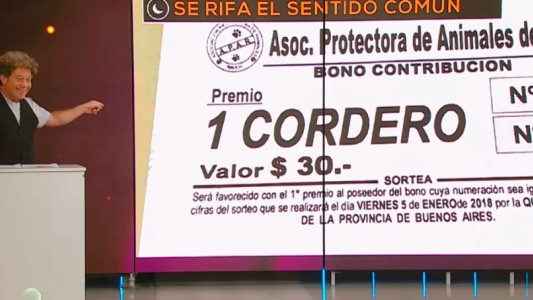 SE RIFA EL SENTIDO COMÚN
A.P.A.R.
Asoc. Protectora de Animales de
BONO CONTRIBUCION
Premio
Nº
1 CORDERO
Valor $ 30.-
SORTEA
Será favorecido con el 1º premio al poseedor del bono cuya numeración sea ig
cifras del sorteo que se realizará el día VIERNES 5 de ENERO de 2018 por la QU
DE LA PROVINCIA DE BUENOS AIRES.